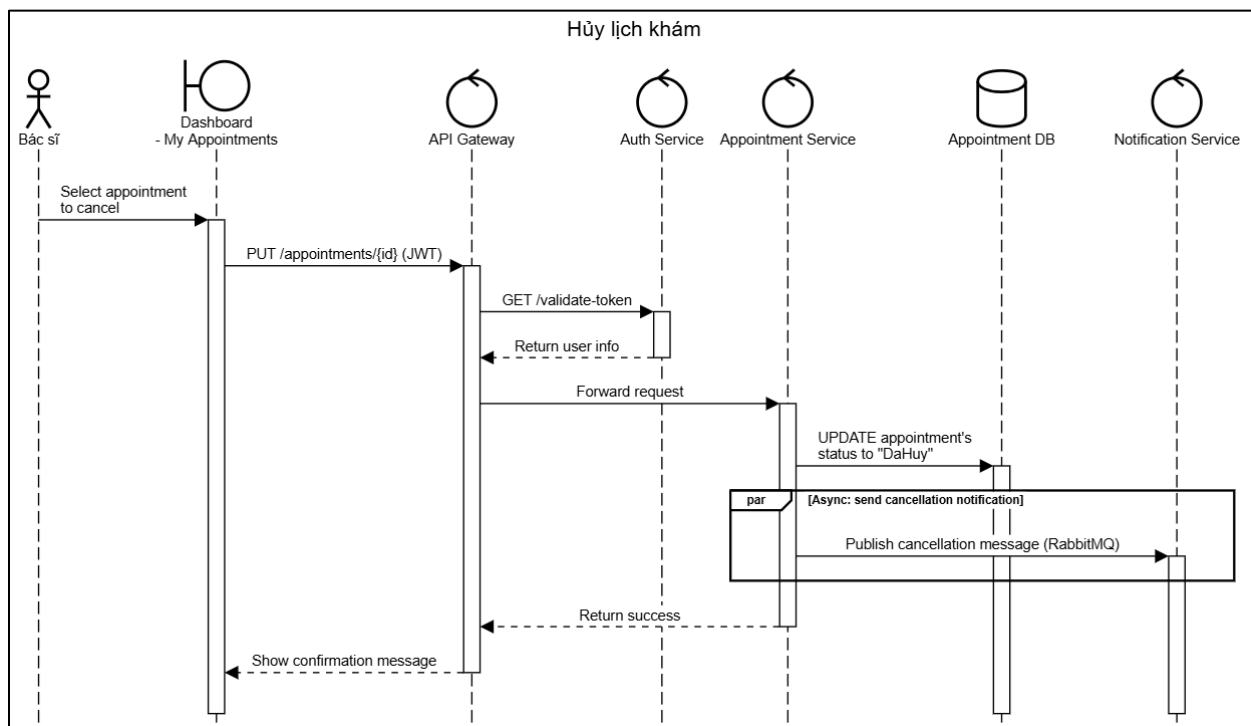 Hủy lịch khám
Bác sĩ
Dashboard
- My Appointments
API Gateway
Auth Service
Appointment Service
Appointment DB
Notification Service
Select appointment
to cancel
PUT /appointments/{id} (JWT)
GET /validate-token
Return user info
Forward request
UPDATE appointment's
status to "DaHuy"
par
[Async: send cancellation notification]
Publish cancellation message (RabbitMQ)
Return success
Show confirmation message